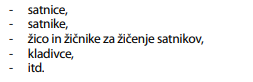 - satnice,
- satnike,
- žico in žičnike za žičenje satnikov,
- kladivce,
- itd.